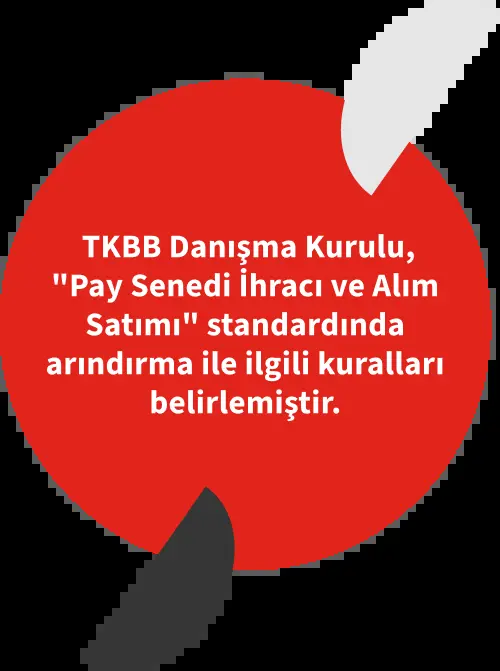 TKBB Danışma Kurulu,
"Pay Senedi İhracı ve Alım
Satımı" standardında
arındırma ile ilgili kuralları
belirlemiştir.